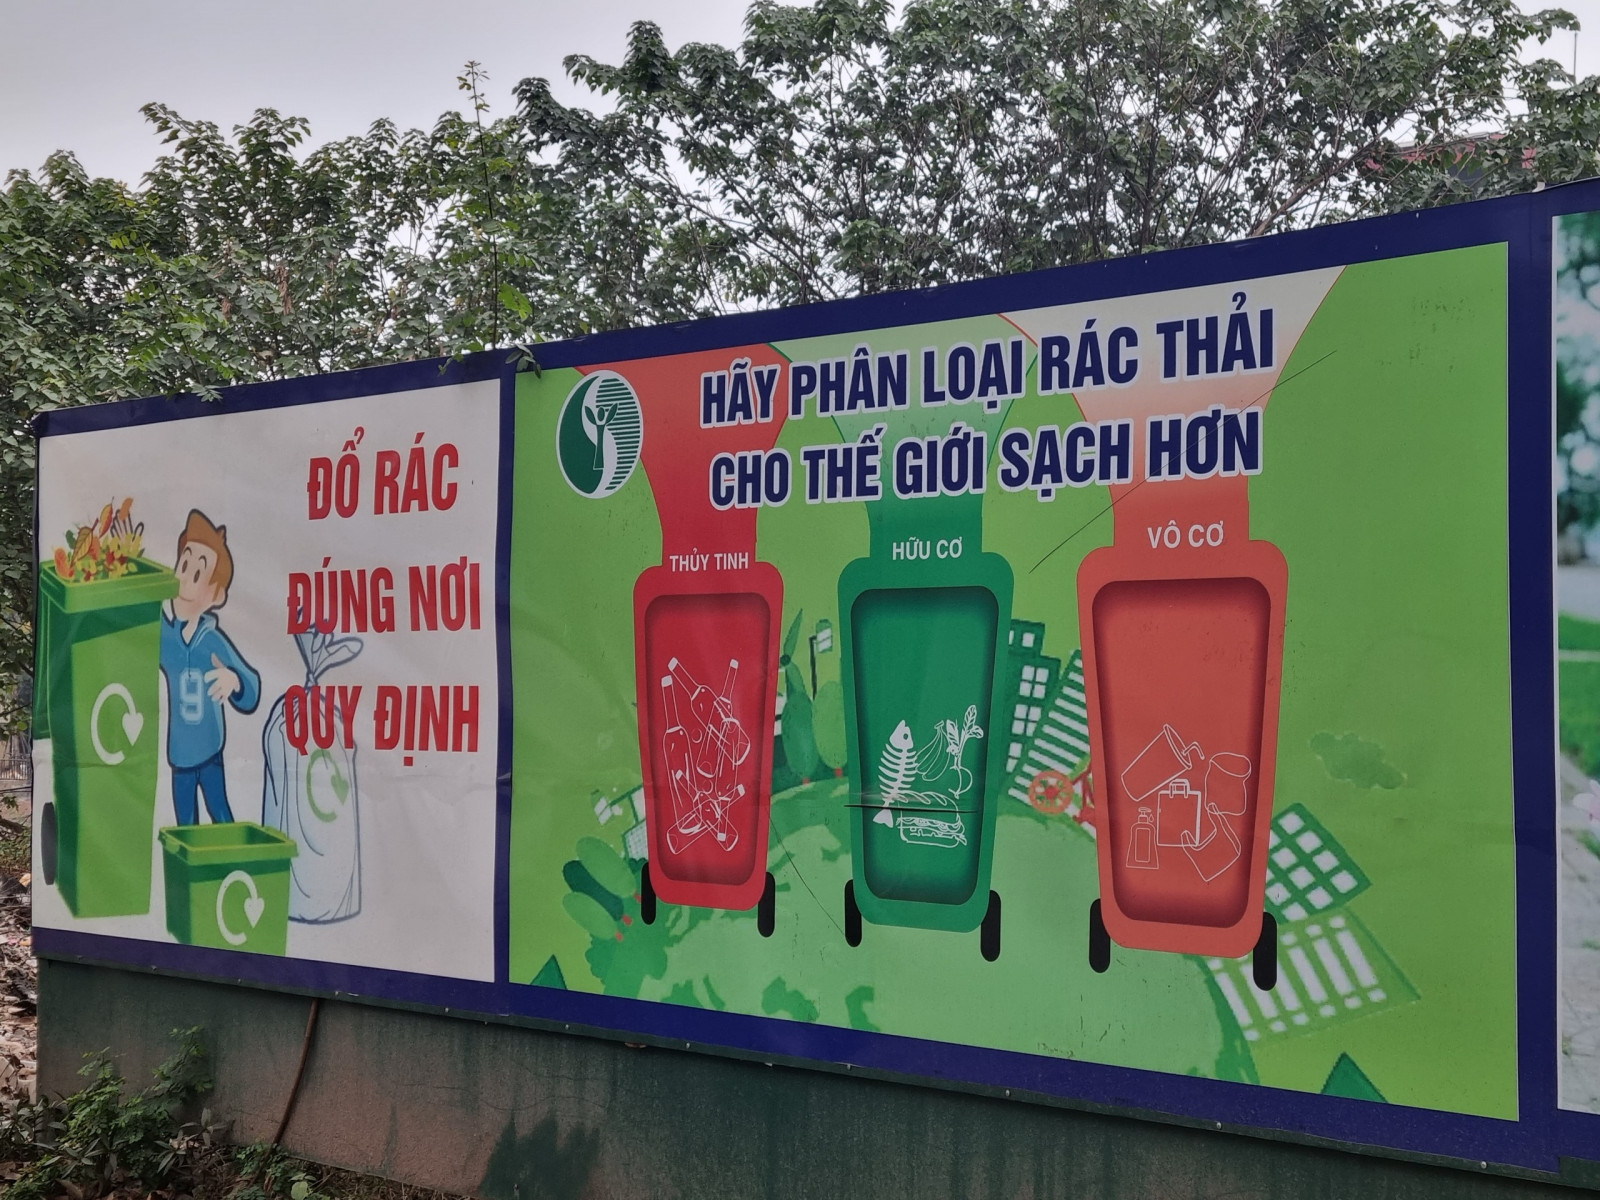 ĐỔ RÁC
ĐÚNG NƠI
QUY ĐỊNH
9
HÃY PHÂN LOẠI RÁC THẢI
CHO THẾ GIỚI SẠCH HƠN
THỦY TINH
HỮU CƠ
VÔ CƠ